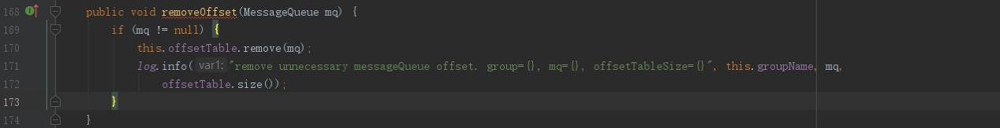 168 public void removeOffset(MessageQueue mq) {
169 if (mq != null) {
170 this.offsetTable.remove(mq);
171 log.info( var1: "remove unnecessary messageQueue offset. group={}, mq={}, offsetTableSize={}", this.groupName, mq,
172 offsetTable.size());
173 }
174 }